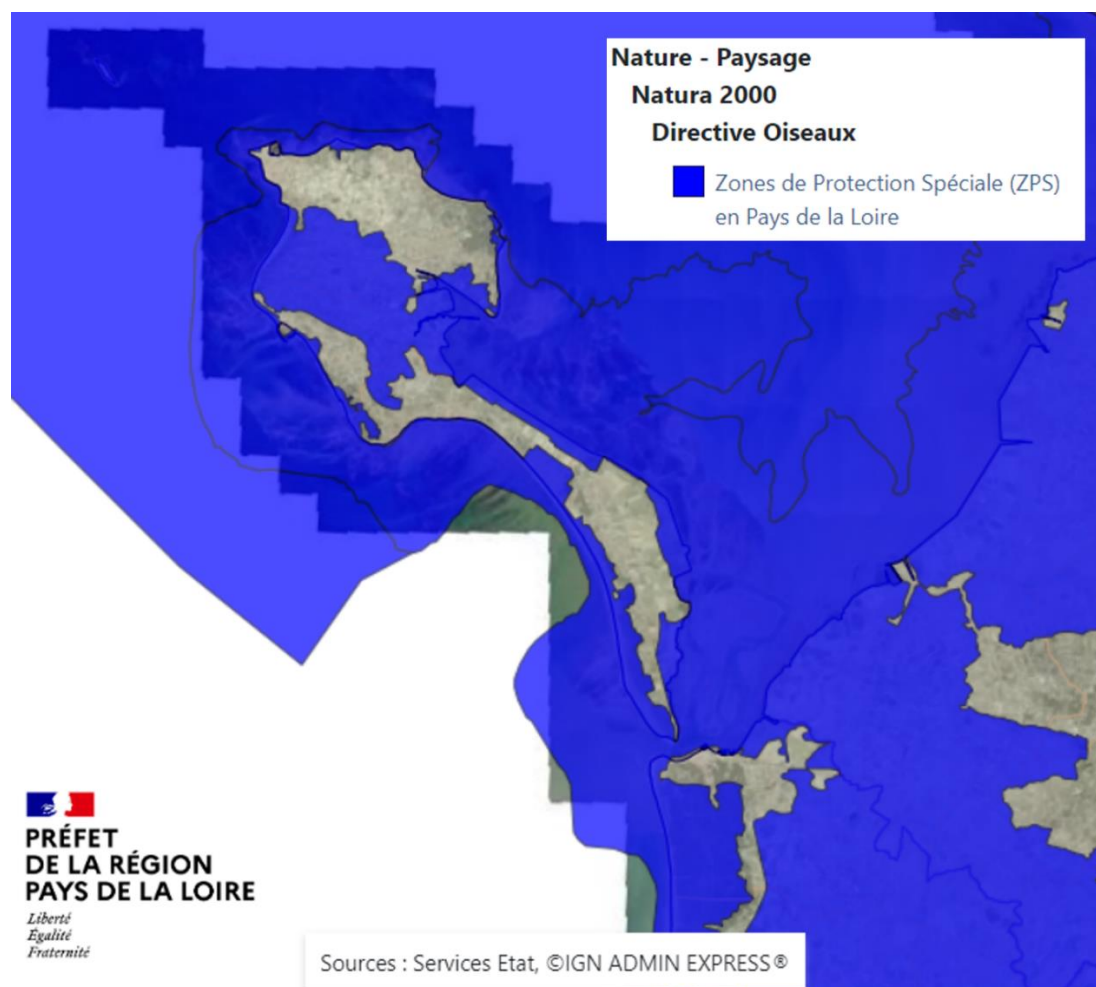 Nature - Paysage
Natura 2000
Directive Oiseaux
Zones de Protection Spéciale (ZPS)
en Pays de la Loire
PRÉFET
DE LA RÉGION
PAYS DE LA LOIRE
Liberté
Égalité
Fraternité
Sources : Services Etat, ©IGN ADMIN EXPRESS®